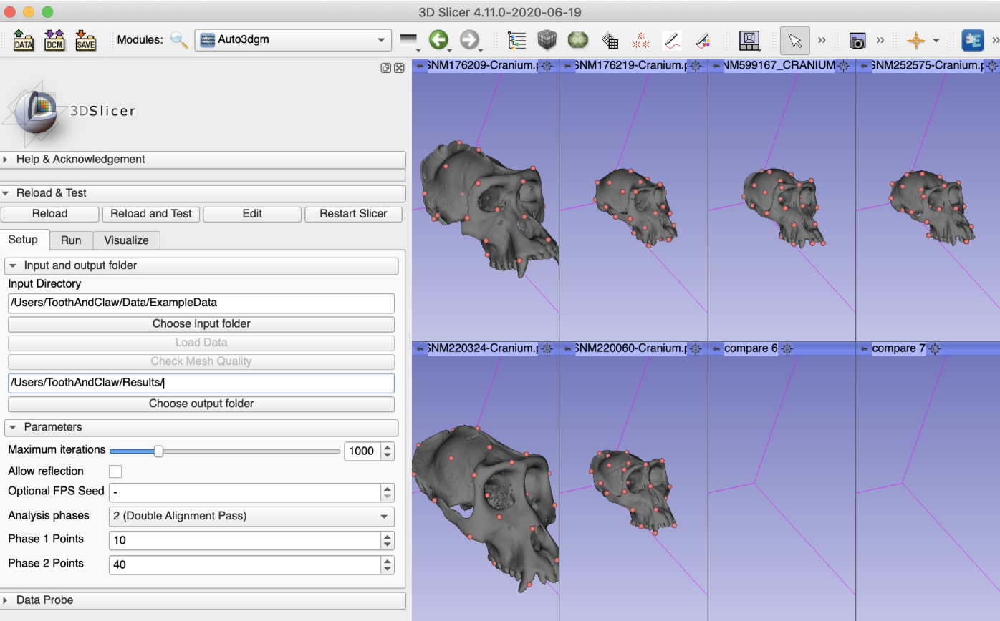 3D Slicer 4.11.0-2020-06-19
DATA
DCM
SAVE
Modules:
Auto3dgm
3DSlicer
Help & Acknowledgement
Reload & Test
Reload
Reload and Test
Edit
Restart Slicer
Setup
Run
Visualize
Input and output folder
Input Directory
/Users/ToothAndClaw/Data/ExampleData
Choose input folder
Load Data
Check Mesh Quality
/Users/ToothAndClaw/Results/
Choose output folder
Parameters
Maximum iterations
1000
Allow reflection
Optional FPS Seed
-
Analysis phases
2 (Double Alignment Pass)
Phase 1 Points
10
Phase 2 Points
40
Data Probe
SNM176209-Cranium.p
SNM176219-Cranium.p
NM599167_CRANIUM
SNM252575-Cranium.p
SNM220324-Cranium.p
SNM220060-Cranium.p
compare 6
compare 7